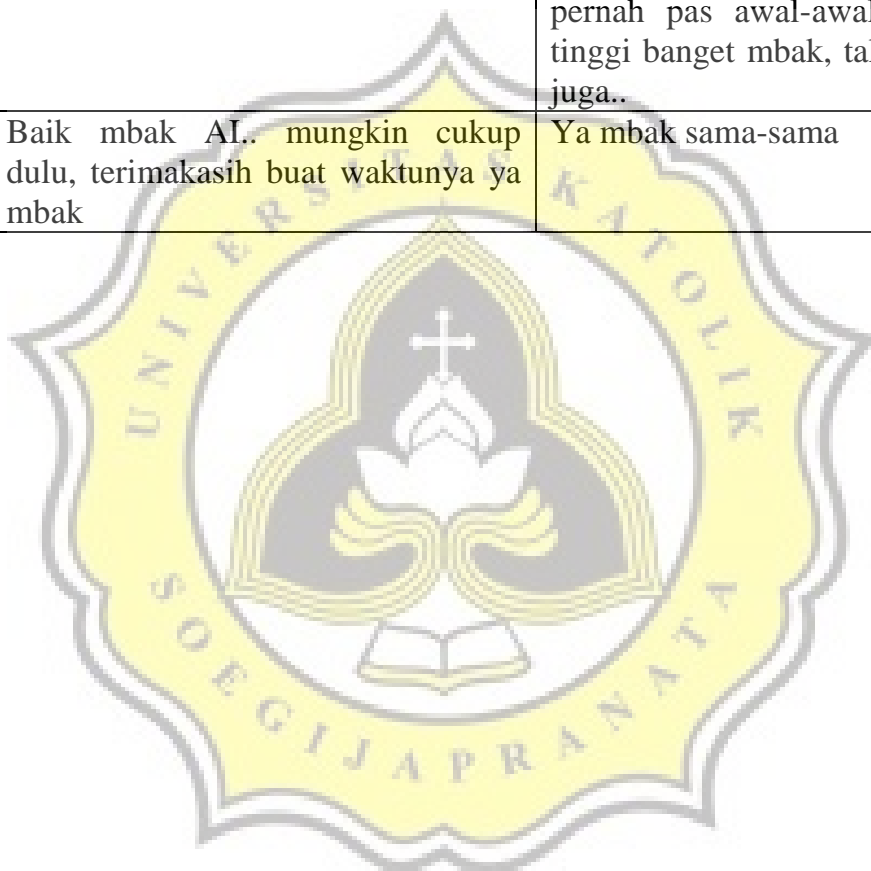 pernah pas awal-awal
tinggi banget mbak,
juga..
Baik mbak AI.. mungkin cukup
dulu, terimakasih buat waktunya ya
mbak
Ya mbak sama-sama
UNIVERSITAS KATOLIK
SOEGIJAPRANATA